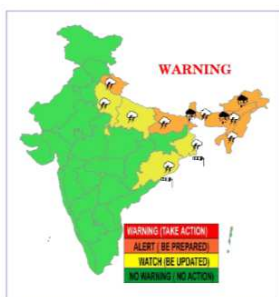 WARNING
WARNING (TAKE ACTION)
ALERT ( BE PREPARED)
WATCH (BE UPDATED)
NO WARNING ( NO ACTION)